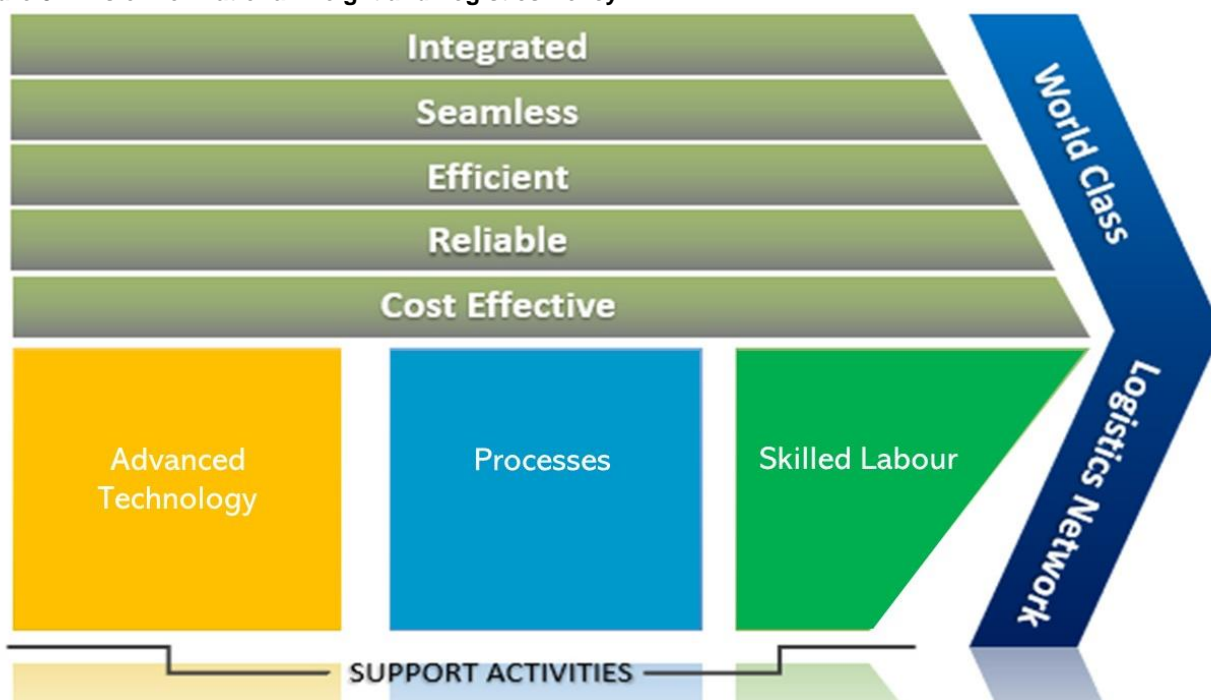 Integrated
Seamless
Efficient
Reliable
Cost Effective
World Class
Logistics Network
Advanced
Technology
Processes
Skilled Labour
SUPPORT ACTIVITIES